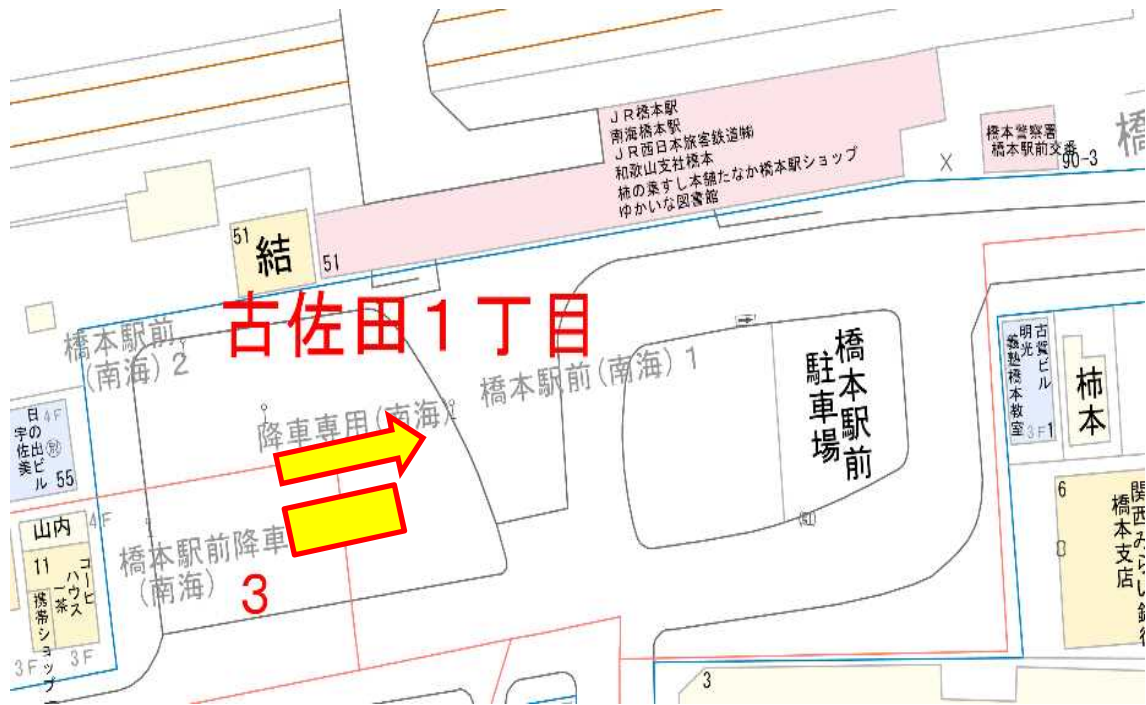 JR橋本駅
南海橋本駅
JR西日本旅客鉄道㈱
和歌山支社橋本
柿の葉すし本舗たなか橋本駅ショップ
ゆかいな図書館
橋本警察署
橋本駅前交番
90-3
橋
X
51
結
51
古佐田1丁目
橋本駅前
(南海)2
橋本駅前(南海)1
降車専用(南海)
橋本駅前
駐車場
古賀ビル
明光
義塾橋本教室
3F1
柿本
日の出ビル
宇佐美
4F
55
山内
4F
11
コーヒーハウス
一茶
携帯ショップ
3F
3F
橋本駅前降車
(南海)
3
6
関西みらい銀行
橋本支店
8
3